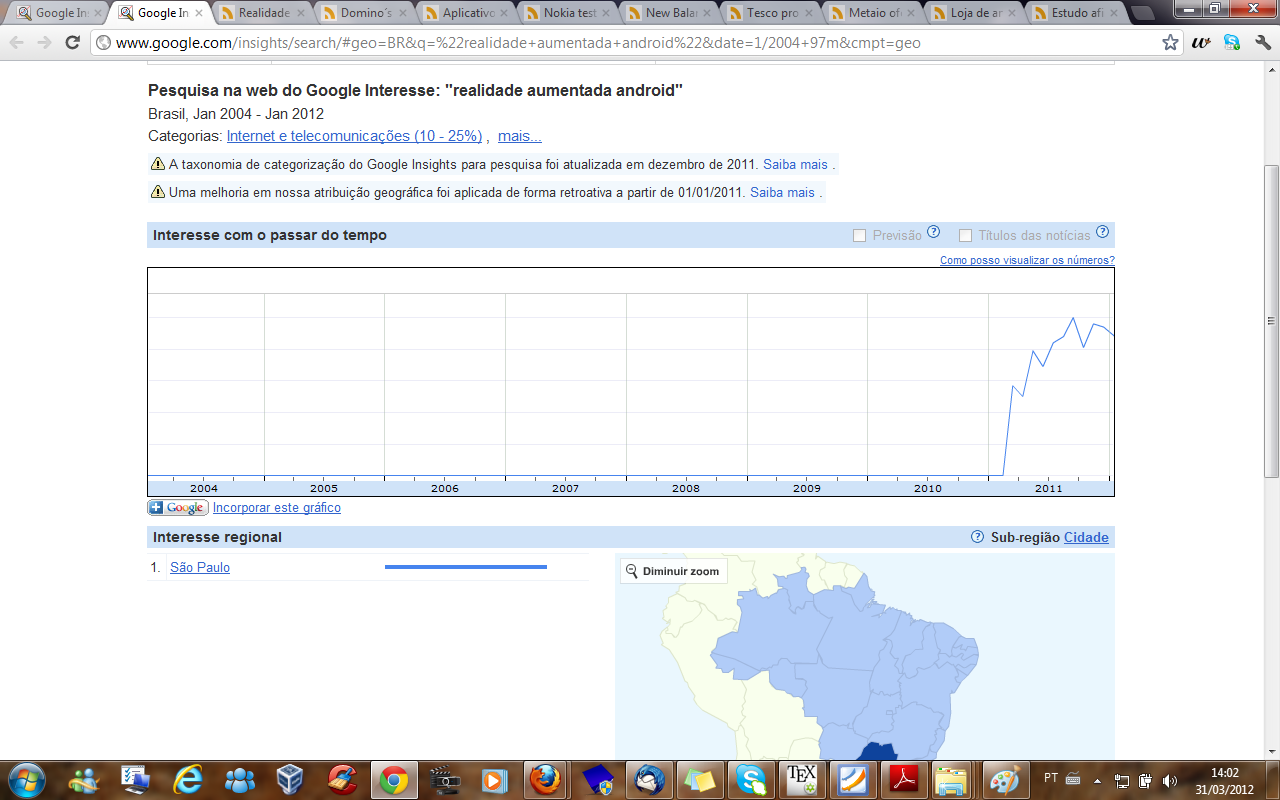 Google In
Google In
Realidade
Domino´s
Aplicativo
Nokia test
New Bala
Tesco pro
Metaio of
Loja de ar
Estudo afi
www.google.com/insights/search/#geo=BR&q=%22realidade+aumentada+android%22&date=1/2004+97m&cmpt=geo
Pesquisa na web do Google Interesse: "realidade aumentada android"
Brasil, Jan 2004 - Jan 2012
Categorias: Internet e telecomunicações (10 - 25%) , mais...
A taxonomia de categorização do Google Insights para pesquisa foi atualizada em dezembro de 2011. Saiba mais .
Uma melhoria em nossa atribuição geográfica foi aplicada de forma retroativa a partir de 01/01/2011. Saiba mais .
Interesse com o passar do tempo Previsão ? Títulos das notícias ?
Como posso visualizar os números?
2004 2005 2006 2007 2008 2009 2010 2011
Google Incorporar este gráfico
Interesse regional ? Sub-região Cidade
1. São Paulo
Diminuir zoom
TEX
PT
14:02
31/03/2012